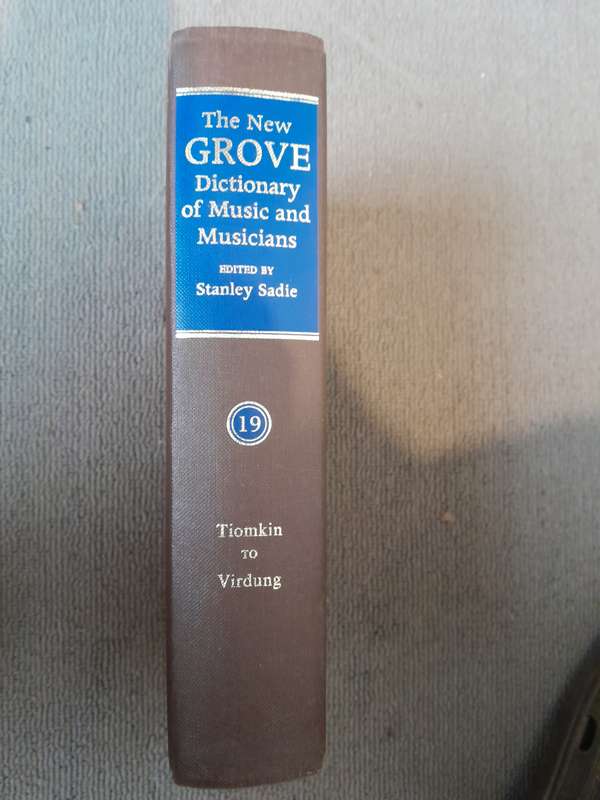 The New
GROVE
Dictionary
of Music and
Musicians
EDITED BY
Stanley Sadie
19
Tiomkin
TO
Virdung